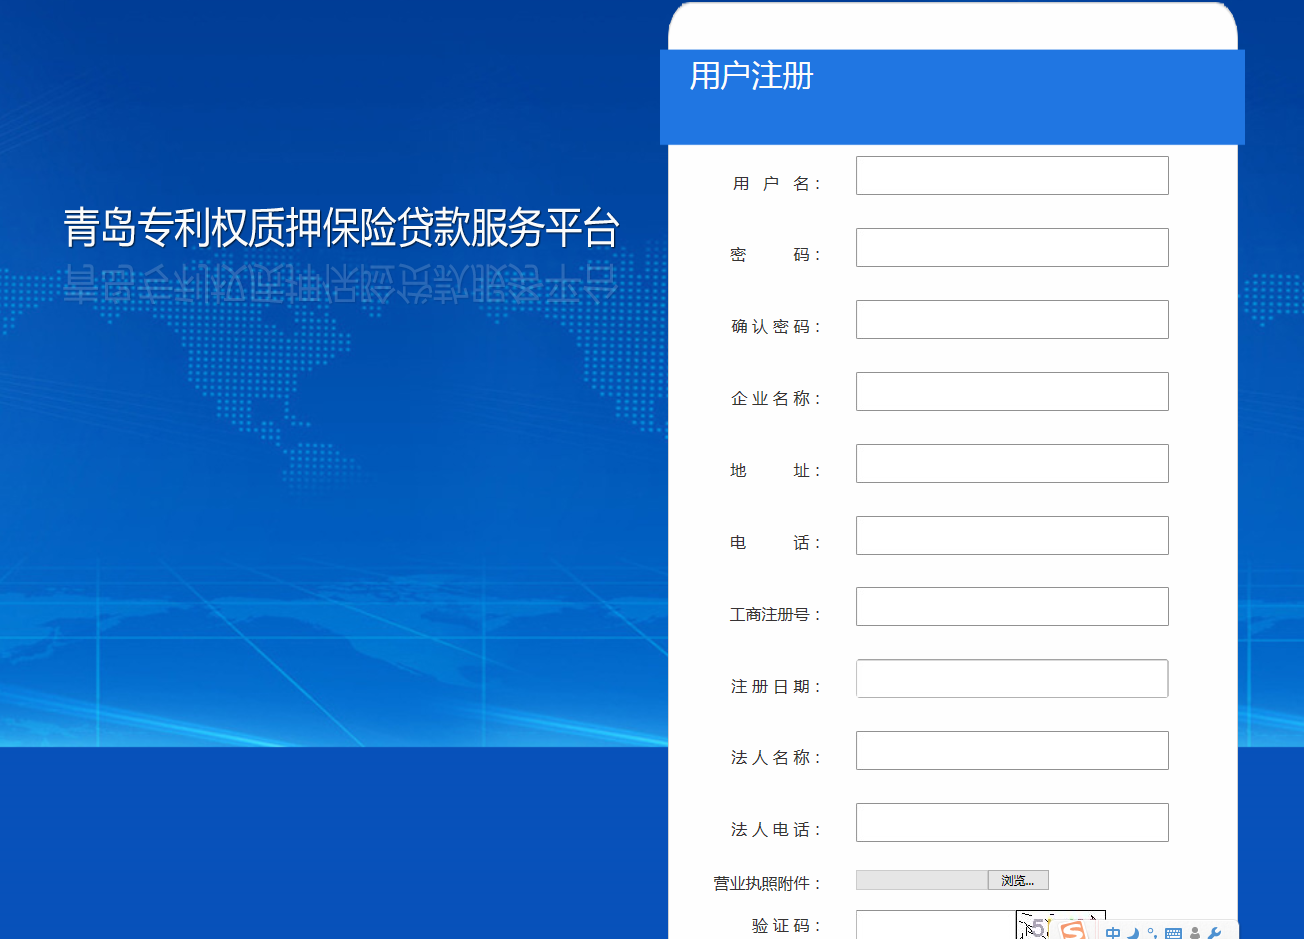 用户注册
青岛专利权质押保险贷款服务平台
用 户 名：
密 码：
确 认 密 码：
企 业 名 称：
地 址：
电 话：
工商注册号：
注 册 日 期：
法 人 名 称：
法 人 电 话：
营业执照附件： 浏览...
验 证 码： 5
中